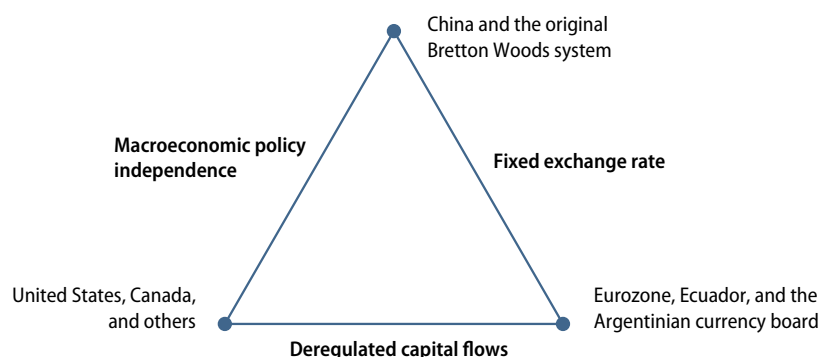 China and the original
Bretton Woods system
Macroeconomic policy
independence
Fixed exchange rate
United States, Canada,
and others
Eurozone, Ecuador, and the
Argentinian currency board
Deregulated capital flows